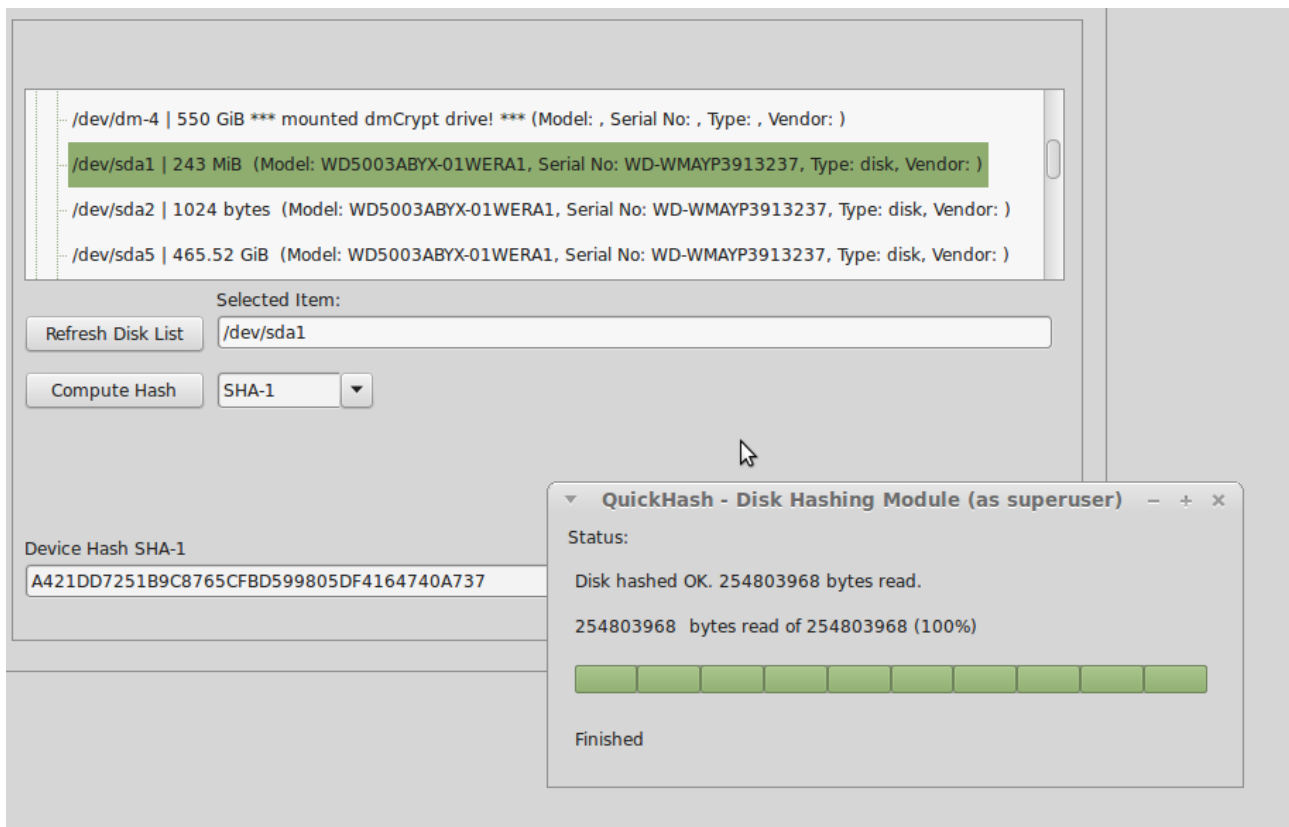 /dev/dm-4 | 550 GiB *** mounted dmCrypt drive! *** (Model: , Serial No: , Type: , Vendor: )
/dev/sda1 | 243 MiB (Model: WD5003ABYX-01WERA1, Serial No: WD-WMAYP3913237, Type: disk, Vendor: )
/dev/sda2 | 1024 bytes (Model: WD5003ABYX-01WERA1, Serial No: WD-WMAYP3913237, Type: disk, Vendor: )
/dev/sda5 | 465.52 GiB (Model: WD5003ABYX-01WERA1, Serial No: WD-WMAYP3913237, Type: disk, Vendor: )
Selected Item:
Refresh Disk List /dev/sda1
Compute Hash SHA-1
Device Hash SHA-1
A421DD7251B9C8765CFBD599805DF4164740A737
QuickHash - Disk Hashing Module (as superuser)
Status:
Disk hashed OK. 254803968 bytes read.
254803968 bytes read of 254803968 (100%)
Finished